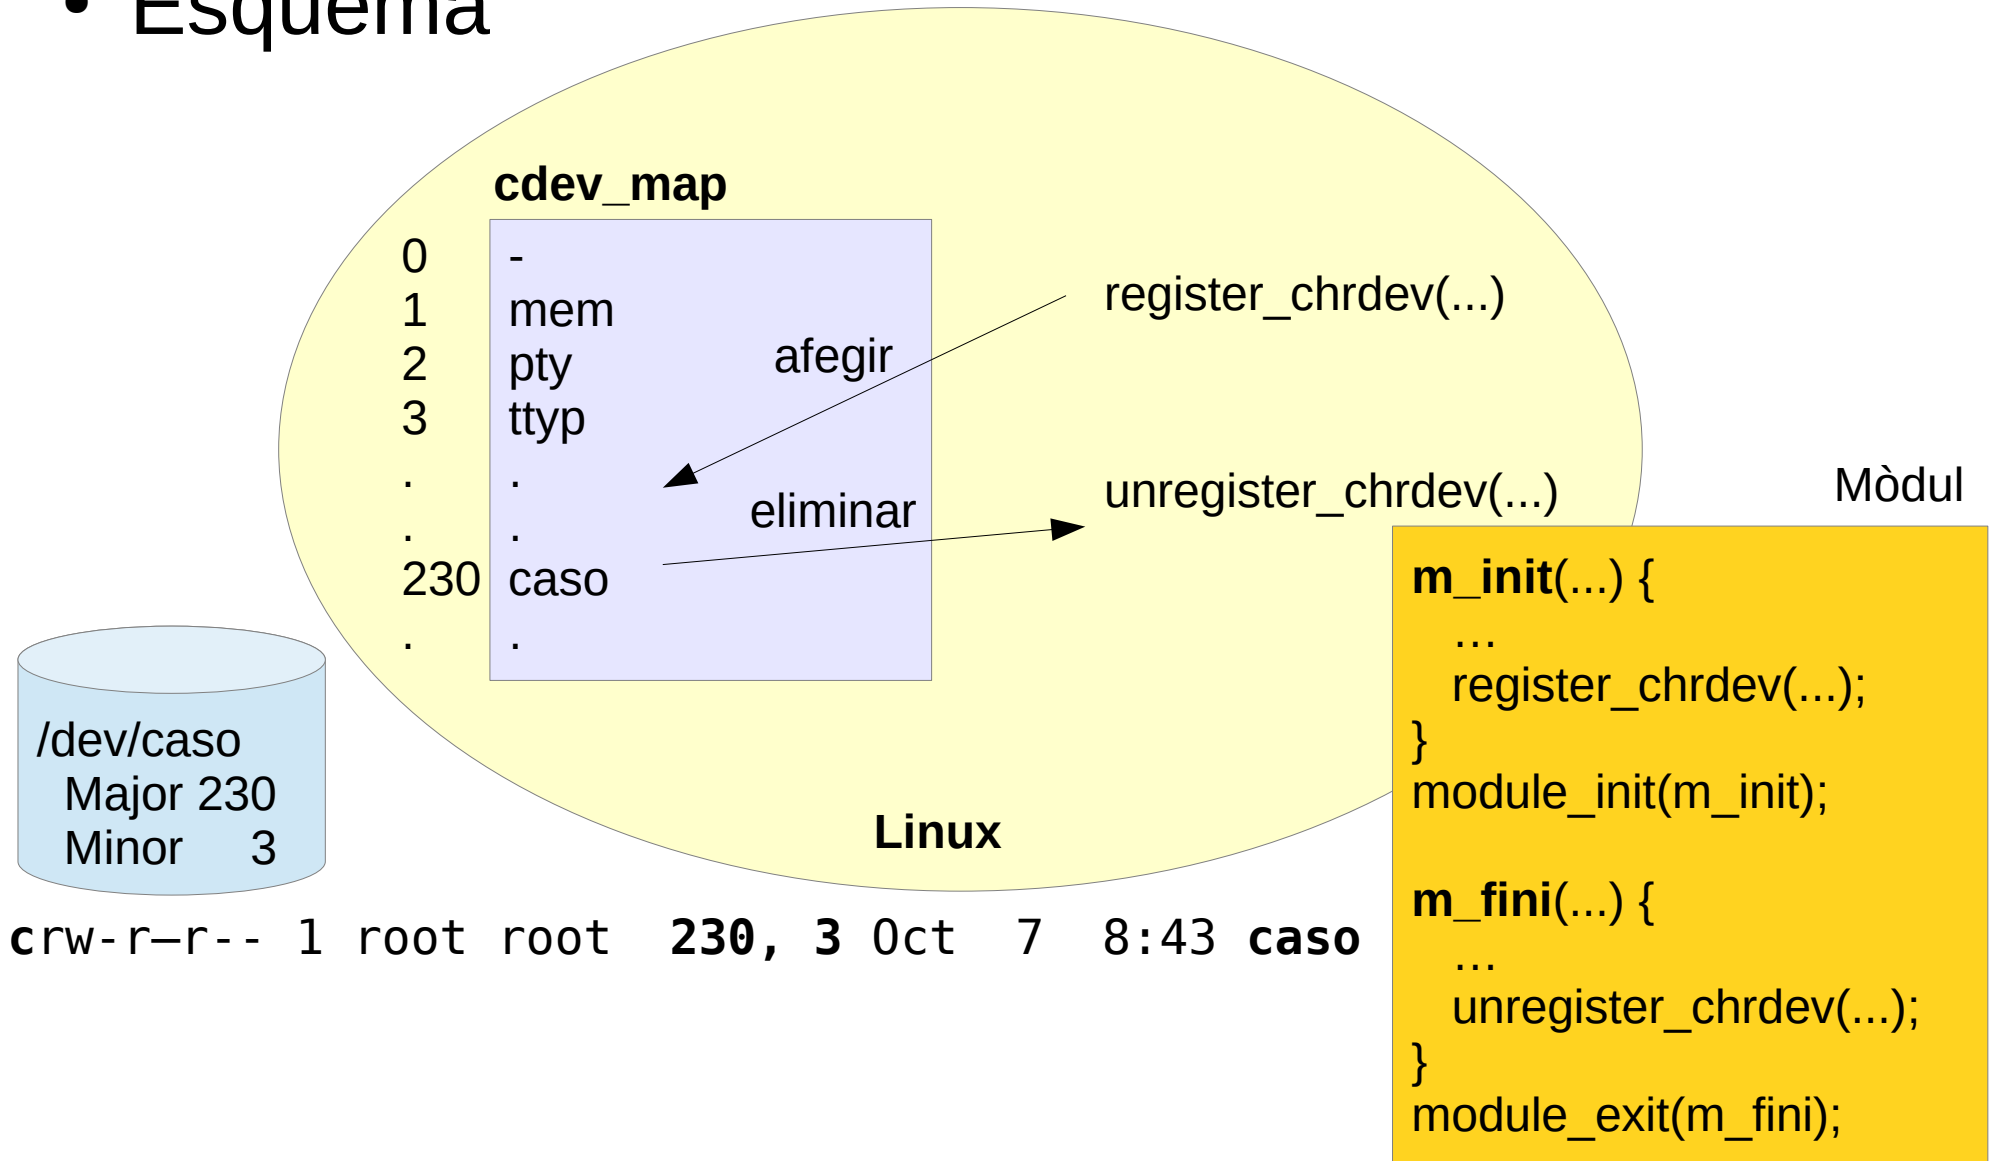 • Esquema
cdev_map
0 -
1 mem
2 pty
3 ttyp
. .
. .
230 caso
. .
afegir
eliminar
register_chrdev(...)
unregister_chrdev(...)
Linux
/dev/caso
Major 230
Minor 3
crw-r–r-- 1 root root 230, 3 Oct 7 8:43 caso
Mòdul
m_init(...) {
…
register_chrdev(...);
}
module_init(m_init);
m_fini(...) {
…
unregister_chrdev(...);
}
module_exit(m_fini);